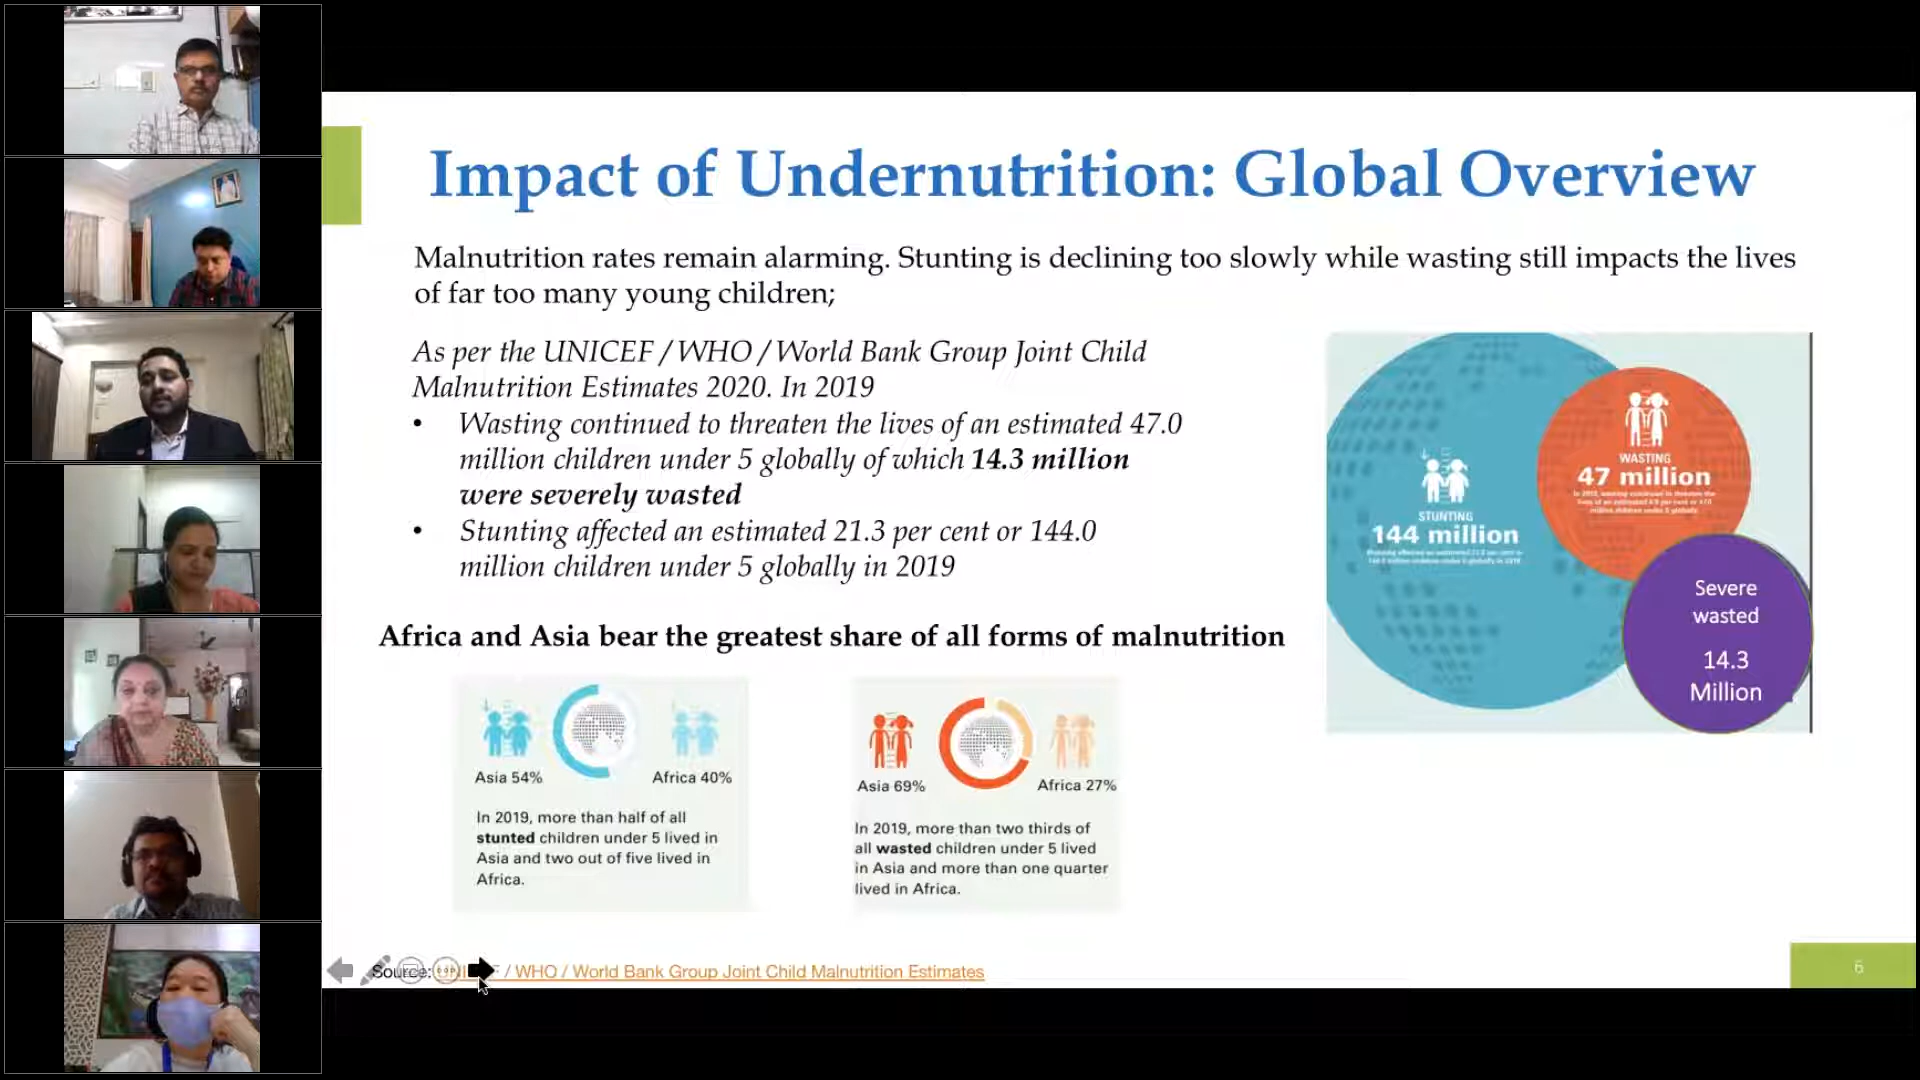 Impact of Undernutrition: Global Overview
Malnutrition rates remain alarming. Stunting is declining too slowly while wasting still impacts the lives
of far too many young children;
As per the UNICEF / WHO / World Bank Group Joint Child
Malnutrition Estimates 2020. In 2019
• Wasting continued to threaten the lives of an estimated 47.0
million children under 5 globally of which 14.3 million
were severely wasted
• Stunting affected an estimated 21.3 per cent or 144.0
million children under 5 globally in 2019
WASTING
47 million
STUNTING
144 million
Severe
wasted
14.3
Million
Africa and Asia bear the greatest share of all forms of malnutrition
Asia 54%
Africa 40%
In 2019, more than half of all
stunted children under 5 lived in
Asia and two out of five lived in
Africa.
Asia 69%
Africa 27%
In 2019, more than two thirds of
all wasted children under 5 lived
in Asia and more than one quarter
lived in Africa.
Source: / WHO / World Bank Group Joint Child Malnutrition Estimates
6